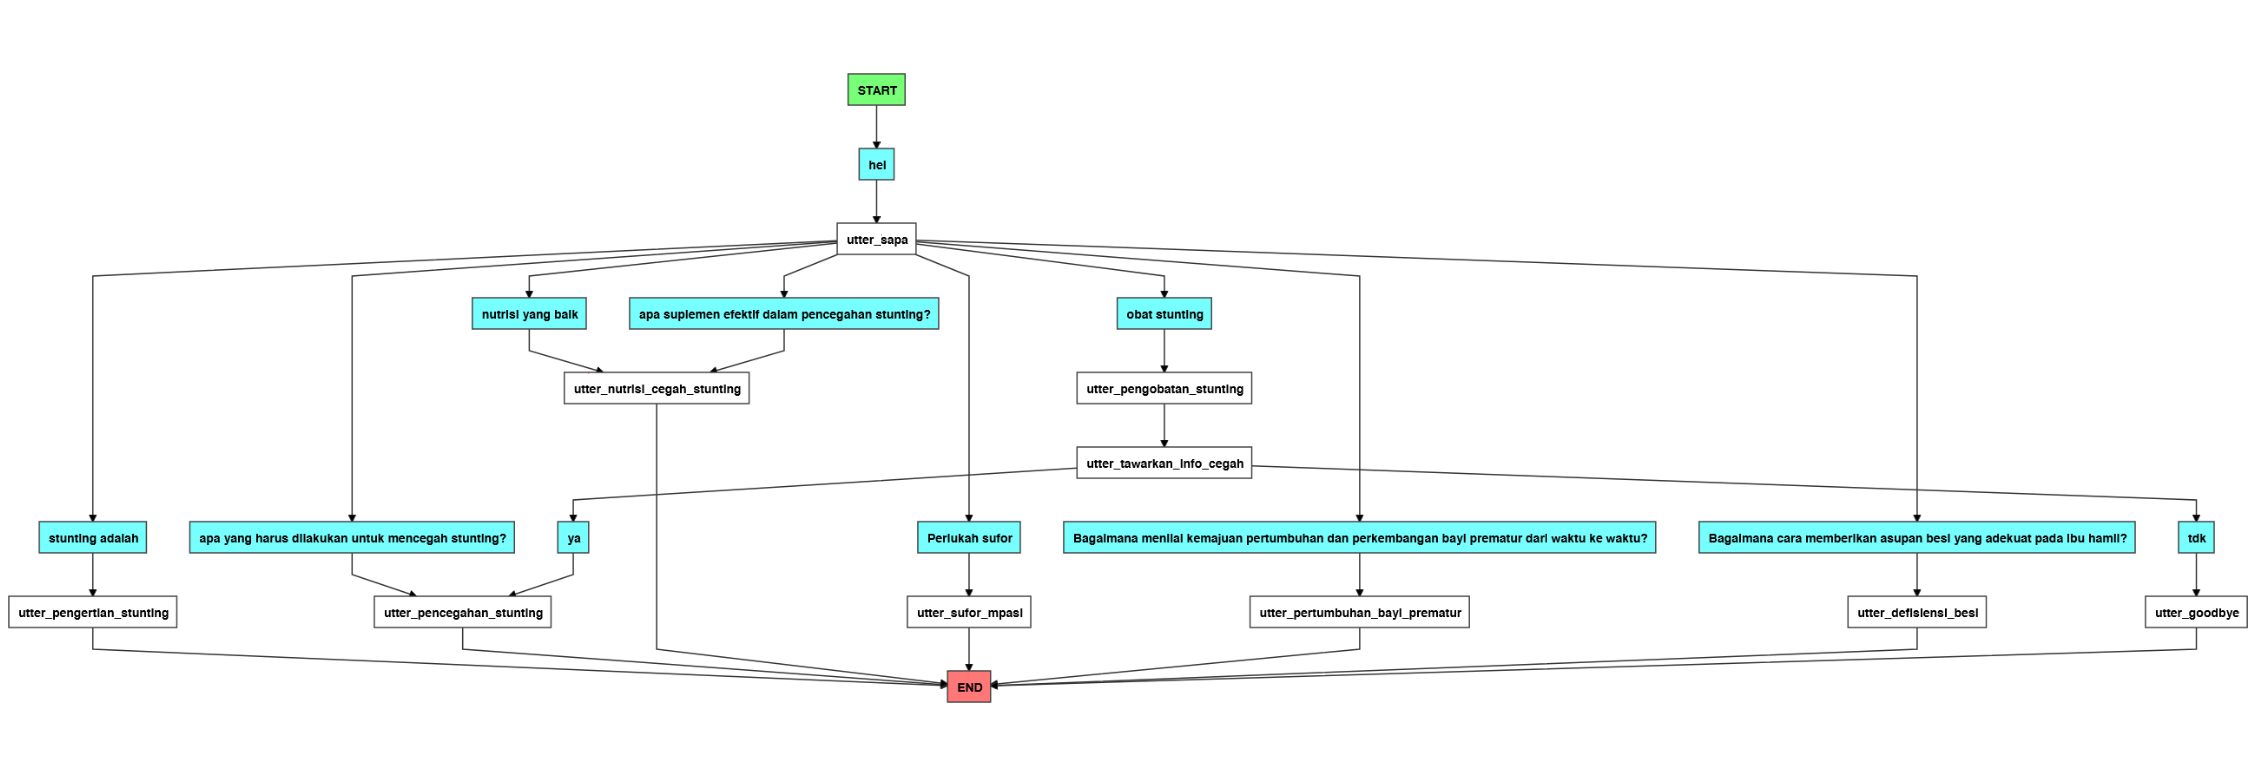 START
hei
utter_sapa
nutrisi yang baik
apa suplemen efektif dalam pencegahan stunting?
obat stunting
utter_nutrisi_cegah_stunting
utter_pengobatan_stunting
utter_tawarkan_info_cegah
stunting adalah
apa yang harus dilakukan untuk mencegah stunting?
ya
Perlukah sufor
Bagaimana menilai kemajuan pertumbuhan dan perkembangan bayi prematur dari waktu ke waktu?
Bagaimana cara memberikan asupan besi yang adekuat pada ibu hamil?
tdk
utter_pengertian_stunting
utter_pencegahan_stunting
utter_sufor_mpasi
utter_pertumbuhan_bayi_prematur
utter_defisiensi_besi
utter_goodbye
END